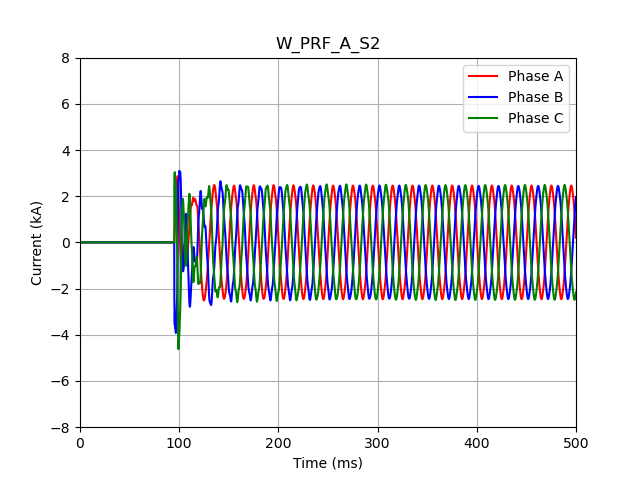 W_PRF_A_S2
8
6
4
2
0
−2
−4
−6
−8
Current (kA)
Phase A
Phase B
Phase C
0 100 200 300 400 500
Time (ms)